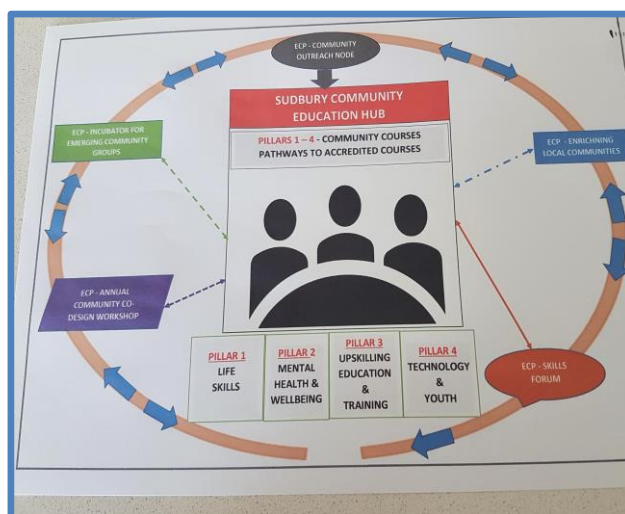 ECP - COMMUNITY
OUTREACH NODE
SUDBURY COMMUNITY
EDUCATION HUB
PILLARS 1 – 4 - COMMUNITY COURSES
PATHWAYS TO ACCREDITED COURSES
ECP - INCUBATOR FOR
EMERGING COMMUNITY
GROUPS
ECP - ENRICHING
LOCAL COMMUNITIES
ECP - ANNUAL
COMMUNITY CO-
DESIGN WORKSHOP
ECP - SKILLS
FORUM
PILLAR 1
LIFE
SKILLS
PILLAR 2
MENTAL
HEALTH &
WELLBEING
PILLAR 3
UPSKILLING
EDUCATION
&
TRAINING
PILLAR 4
TECHNOLOGY
&
YOUTH